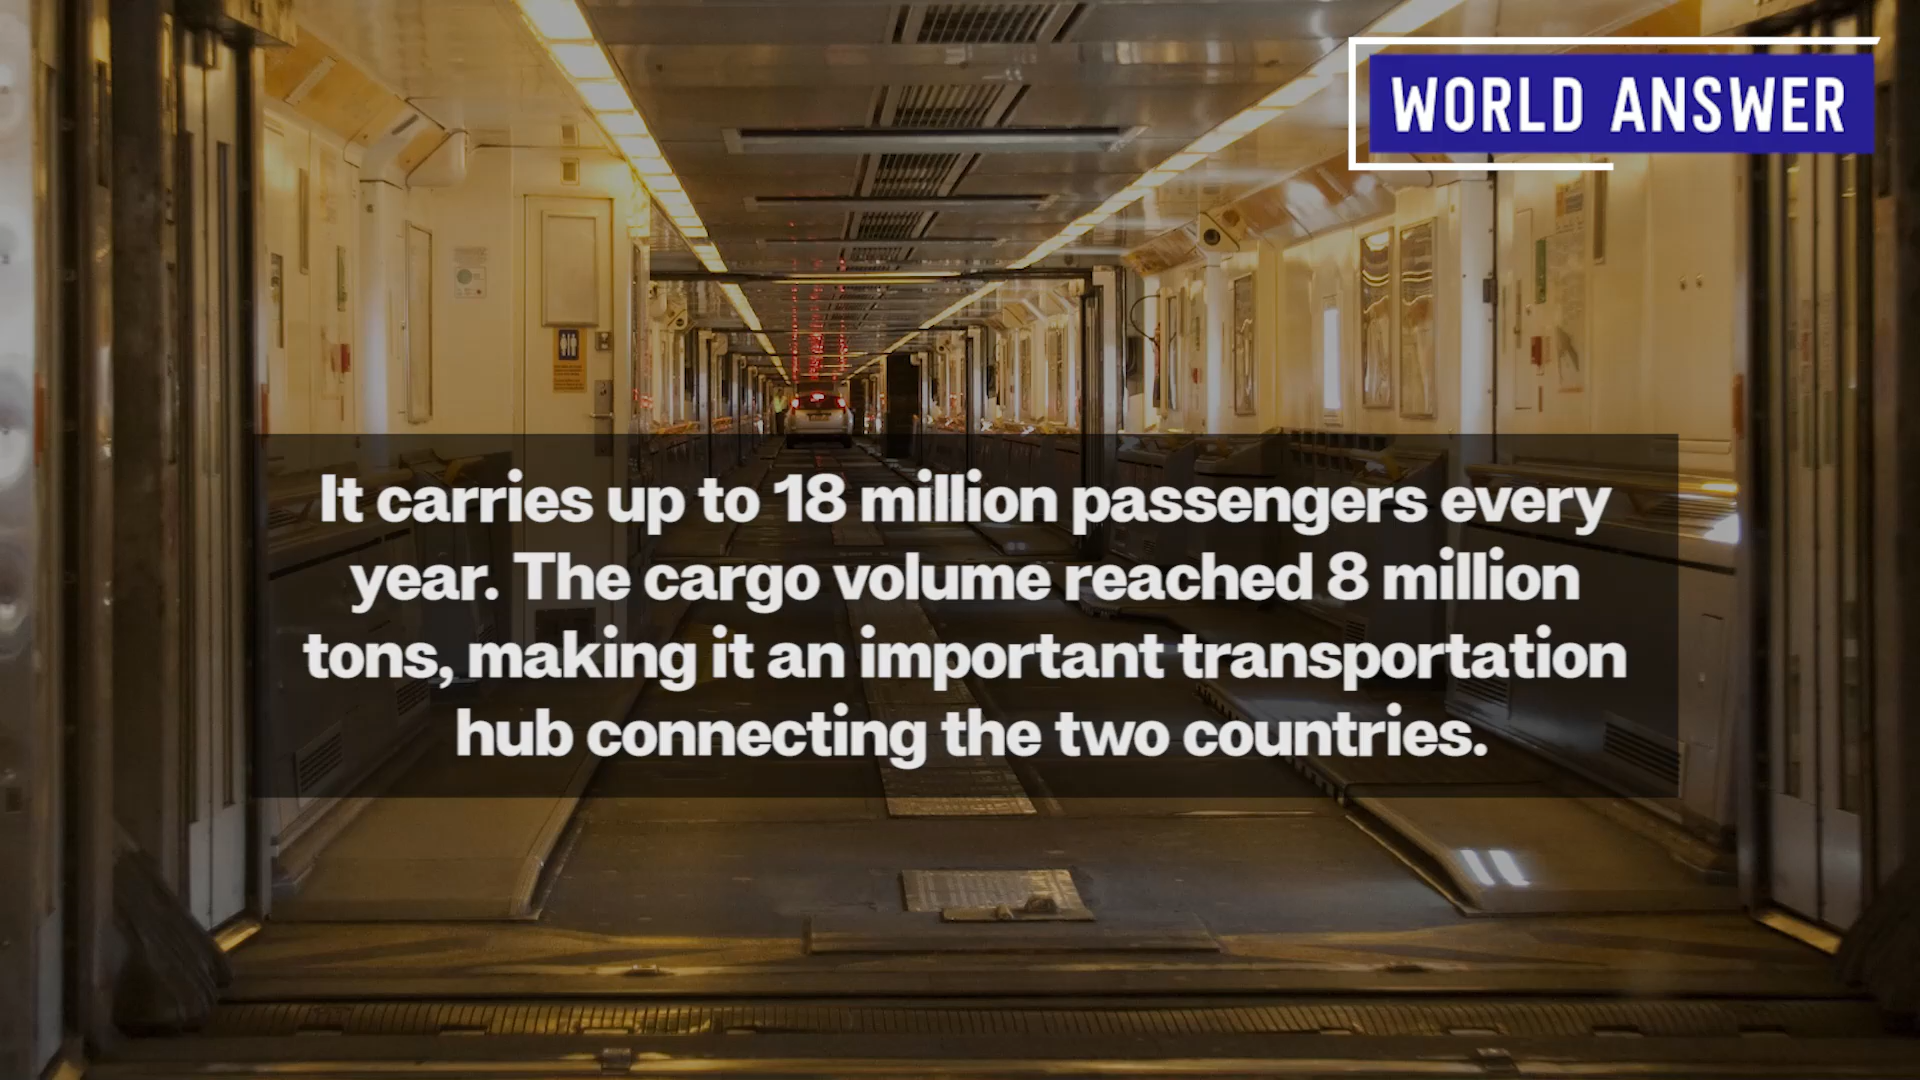 WORLD ANSWER
It carries up to 18 million passengers every
year. The cargo volume reached 8 million
tons, making it an important transportation
hub connecting the two countries.